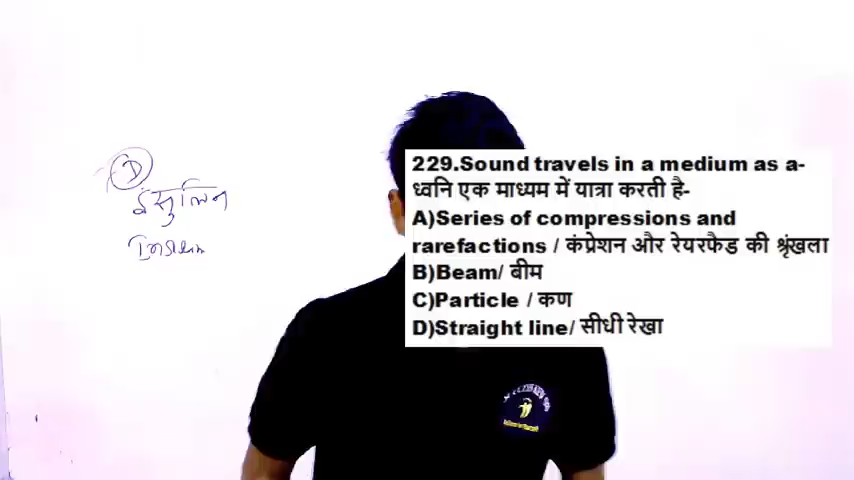 D
इंसुलिन
229.Sound travels in a medium as a-
ध्वनि एक माध्यम में यात्रा करती है-
A)Series of compressions and
rarefactions / कंप्रेशन और रेयरफैड की श्रृंखला
B)Beam/ बीम
C)Particle / कण
D)Straight line/ सीधी रेखा